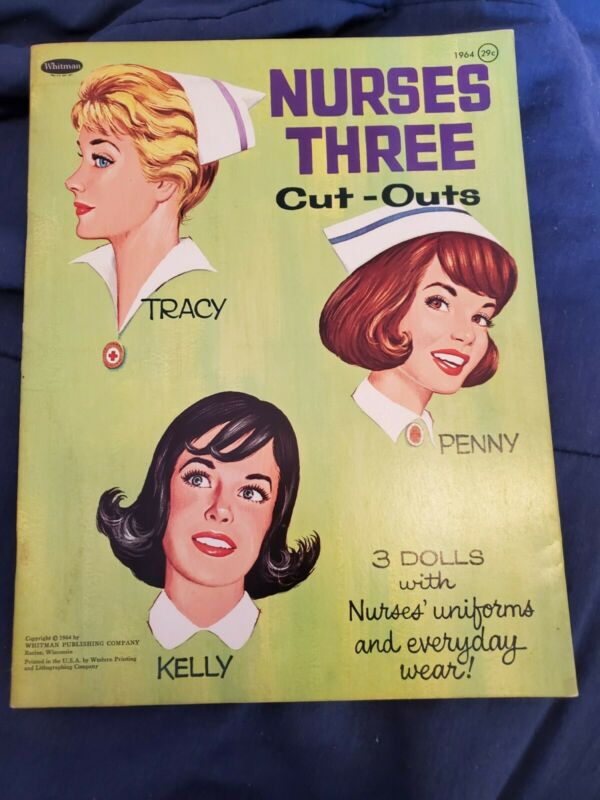 Whitman
1964 29¢
NURSES
THREE
Cut-Outs
TRACY
PENNY
3 DOLLS
with
Nurses' uniforms
and everyday
wear!
KELLY
Copyright © 1964 by
WHITMAN PUBLISHING COMPANY
Racine, Wisconsin
Printed in the U.S.A. by Western Printing
and Lithographing Company